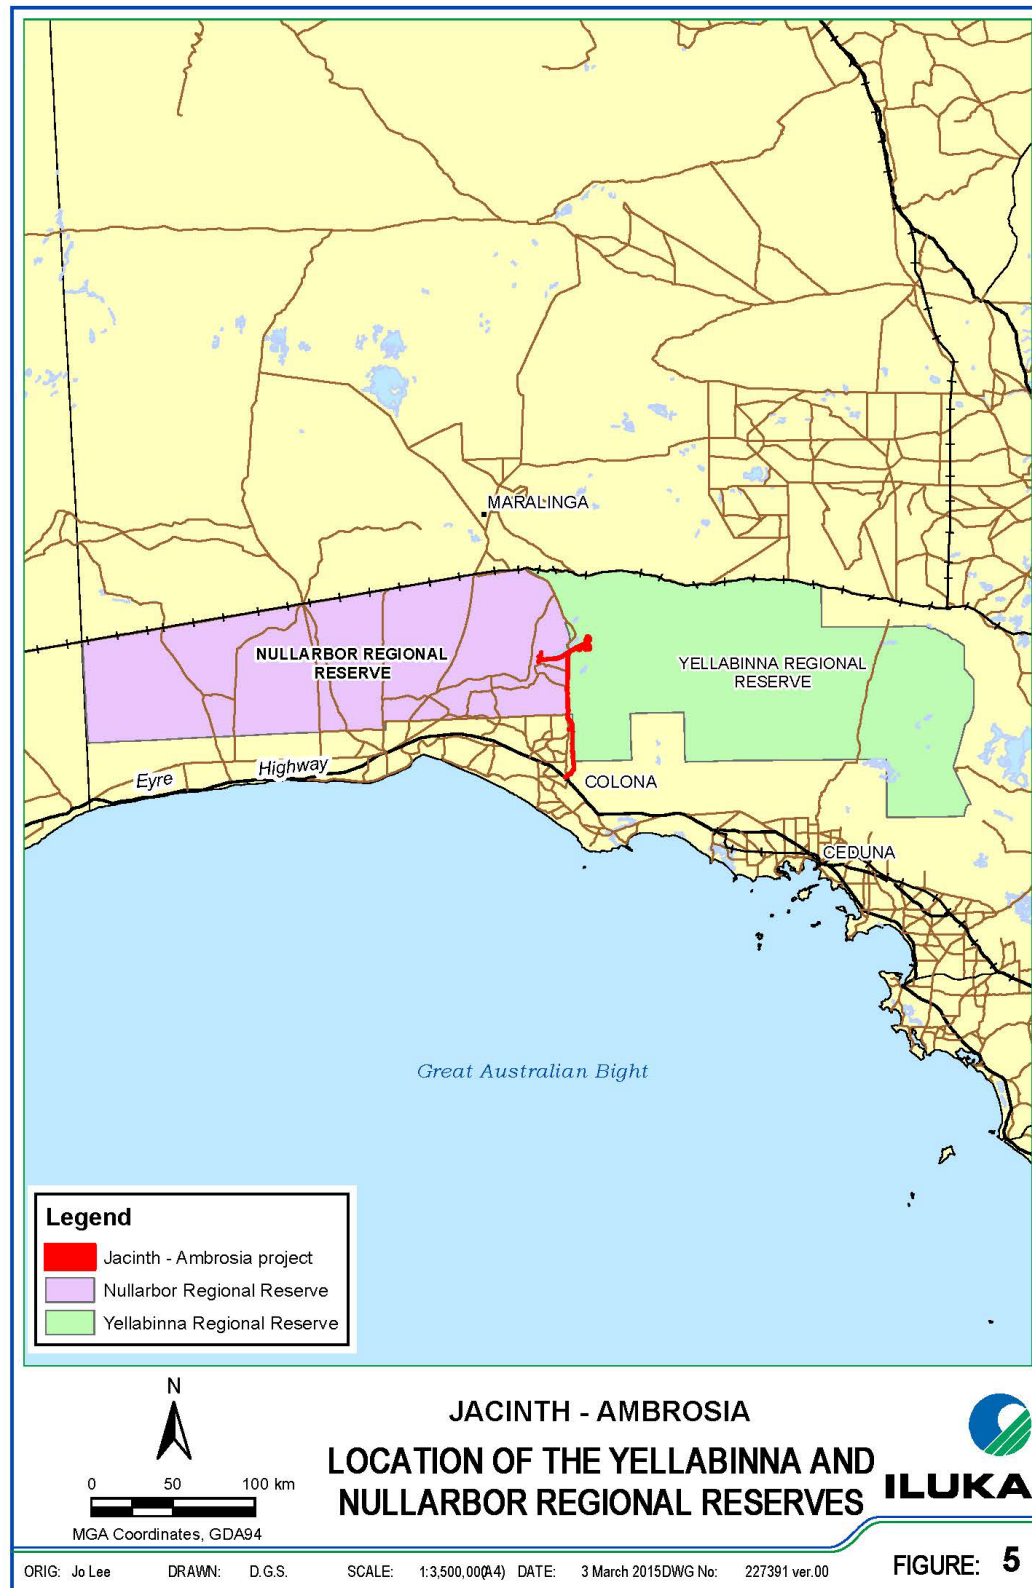 MARALINGA
NULLARBOR REGIONAL
RESERVE
YELLABINNA REGIONAL
RESERVE
Eyre Highway
COLONA
CEDUNA
Great Australian Bight
Legend
Jacinth - Ambrosia project
Nullarbor Regional Reserve
Yellabinna Regional Reserve
N
0 50 100 km
MGA Coordinates, GDA94
JACINTH - AMBROSIA
LOCATION OF THE YELLABINNA AND
NULLARBOR REGIONAL RESERVES
ILUKA
ORIG: Jo Lee DRAWN: D.G.S. SCALE: 1:3,500,000(A4) DATE: 3 March 2015 DWG No: 227391 ver.00
FIGURE: 5